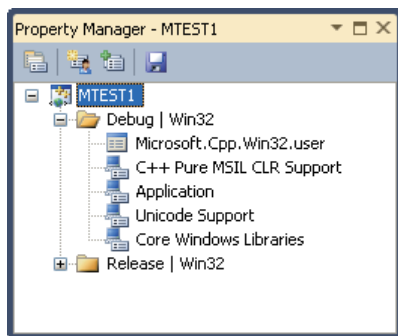 Property Manager - MTEST1
MTEST1
Debug | Win32
Microsoft.Cpp.Win32.user
C++ Pure MSIL CLR Support
Application
Unicode Support
Core Windows Libraries
Release | Win32